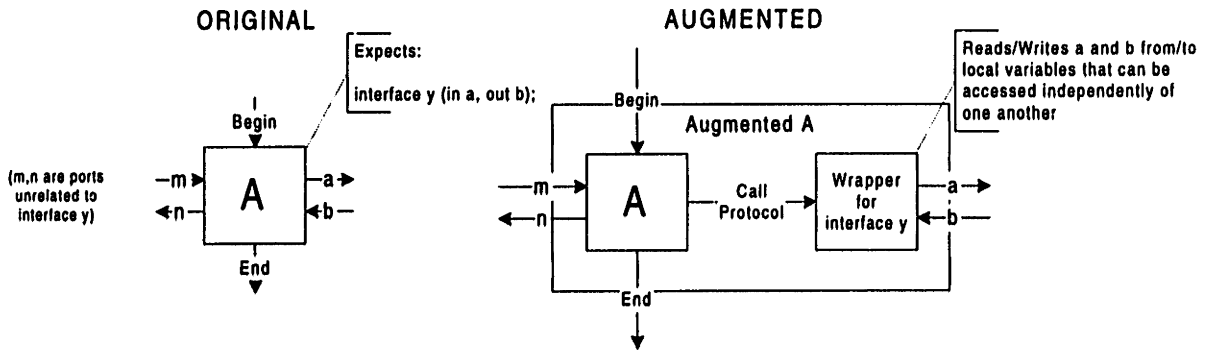 ORIGINAL
Expects:
interface y (in a, out b);
Begin
(m,n are ports
unrelated to
interface y)
m
n
A
a
b
End
AUGMENTED
Reads/Writes a and b from/to
local variables that can be
accessed independently of
one another
Begin
Augmented A
m
n
A
Call
Protocol
Wrapper
for
interface y
a
b
End